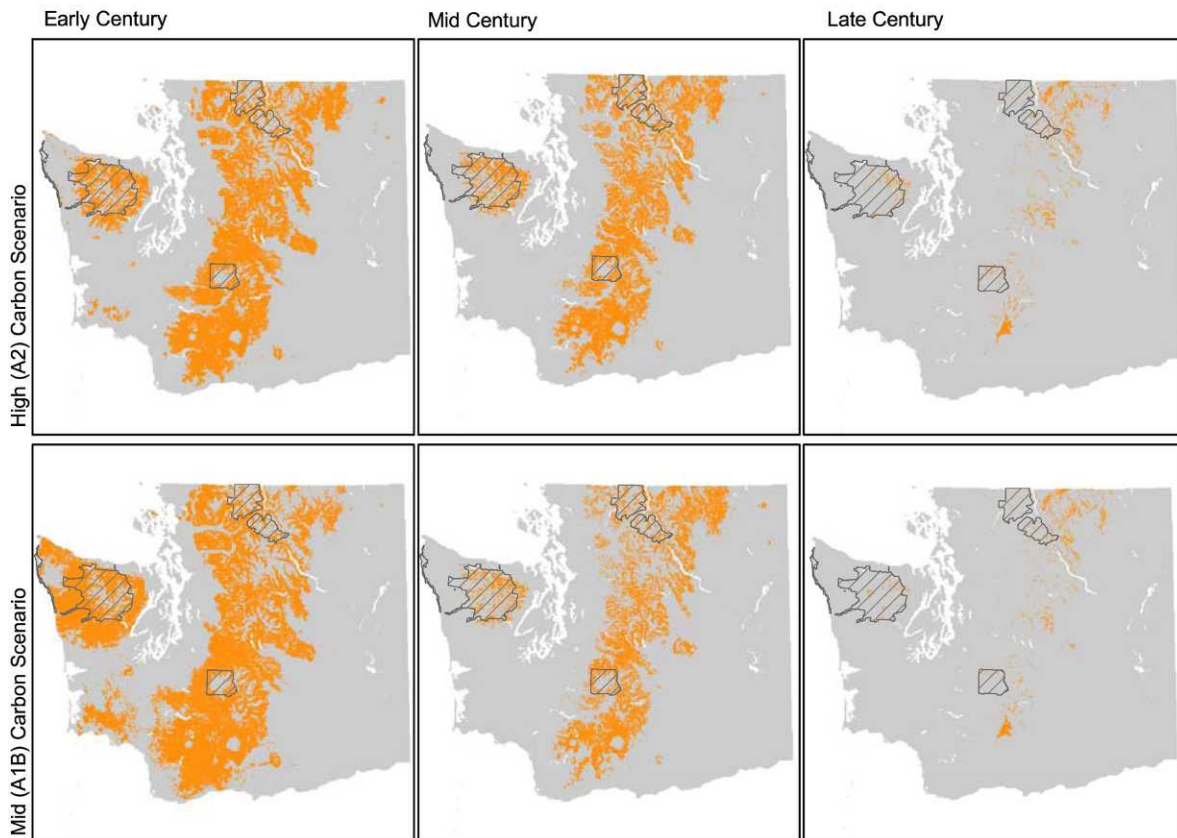 Early Century
Mid Century
Late Century
High (A2) Carbon Scenario
Mid (A1B) Carbon Scenario